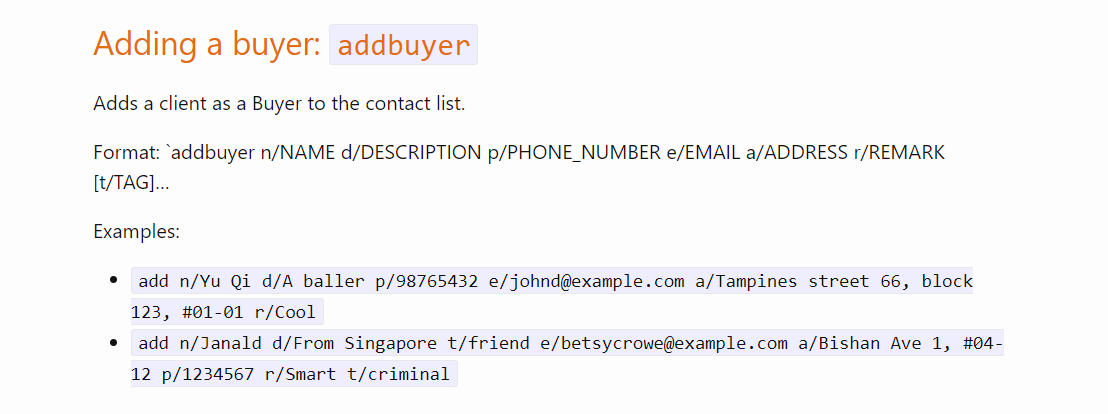 Adding a buyer: addbuyer
Adds a client as a Buyer to the contact list.
Format: `addbuyer n/NAME d/DESCRIPTION p/PHONE_NUMBER e/EMAIL a/ADDRESS r/REMARK
[t/TAG]…
Examples:
• add n/Yu Qi d/A baller p/98765432 e/johnd@example.com a/Tampines street 66, block
123, #01-01 r/Cool
• add n/Janald d/From Singapore t/friend e/betsycrowe@example.com a/Bishan Ave 1, #04-
12 p/1234567 r/Smart t/criminal